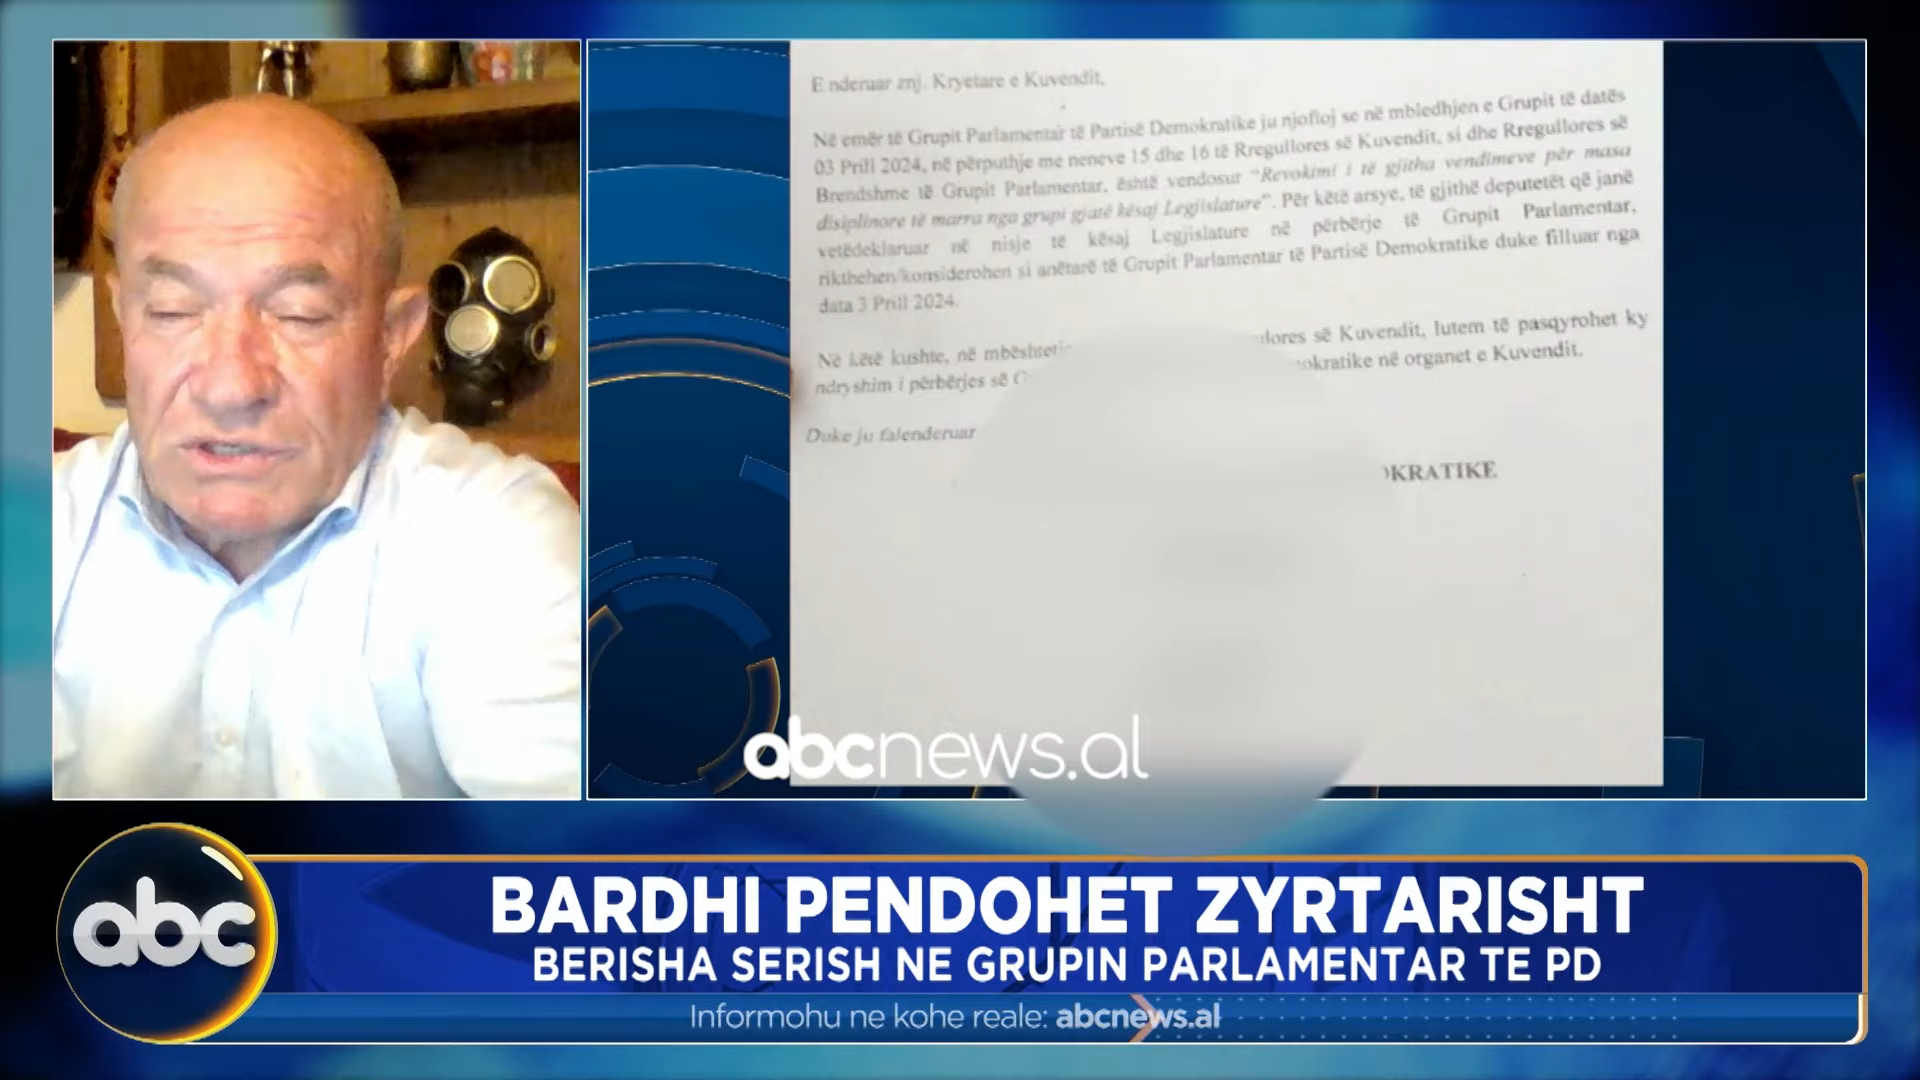 E nderuar znj. Kryetare e Kuvendit,
Në emër të Grupit Parlamentar të Partisë Demokratike ju njoftoj se në mbledhjen e Grupit të datës
03 Prill 2024, në përputhje me neneve 15 dhe 16 të Rregullores së Kuvendit, si dhe Rregullores së
Brendshme të Grupit Parlamentar, është vendosur "Revokimi i të gjitha vendimeve për masa
disiplinore të marra nga grupi gjatë kësaj Legjislature". Për këtë arsye, të gjithë deputetët që janë
vetëdeklaruar në nisje të kësaj Legjislature në përbërje të Grupit Parlamentar,
rikthehen/konsiderohen si anëtarë të Grupit Parlamentar të Partisë Demokratike duke filluar nga
data 3 Prill 2024.
Në këtë kushte, në së Kuvendit, lutem të pasqyrohet ky
ndryshim i përbërjes së në organet e Kuvendit.
Duke ju falenderuar
KRATIKE
abcnews.al
abc
BARDHI PENDOHET ZYRTARISHT
BERISHA SERISH NE GRUPIN PARLAMENTAR TE PD
Informohu ne kohe reale: abcnews.al